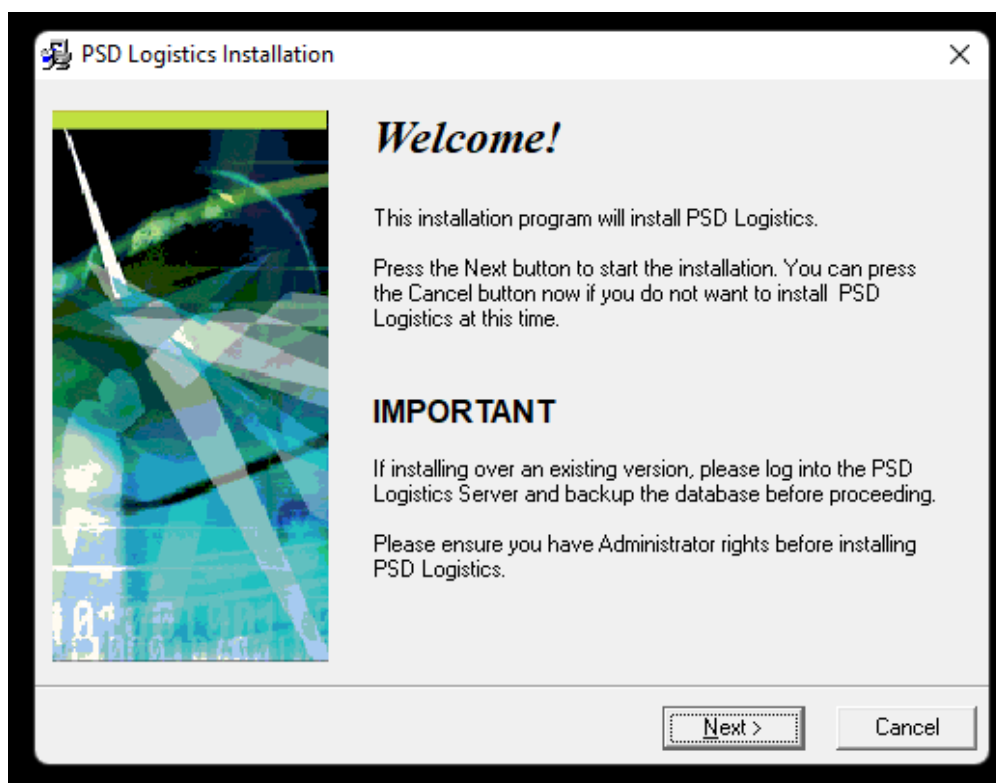 PSD Logistics Installation
Welcome!
This installation program will install PSD Logistics.
Press the Next button to start the installation. You can press
the Cancel button now if you do not want to install  PSD
Logistics at this time.
IMPORTANT
If installing over an existing version, please log into the PSD
Logistics Server and backup the database before proceeding.
Please ensure you have Administrator rights before installing
PSD Logistics.
Next >
Cancel